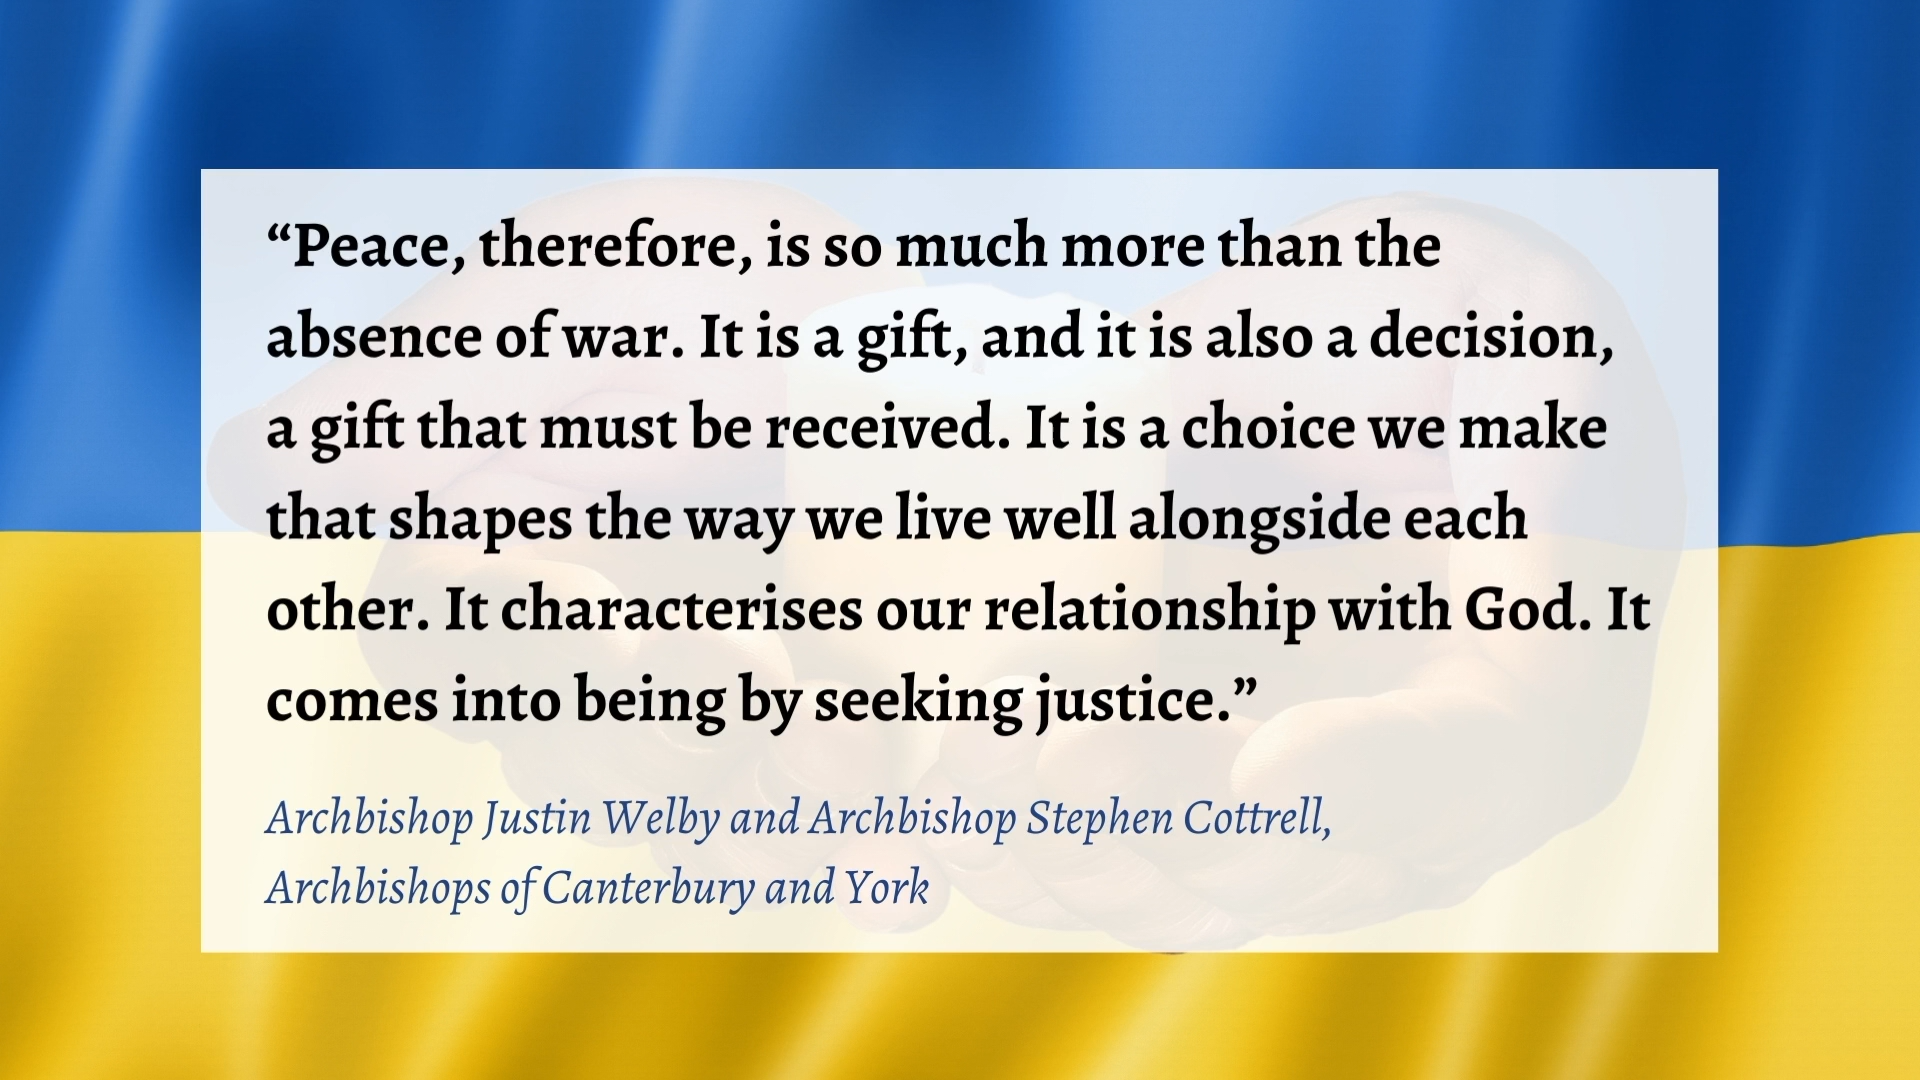 “Peace, therefore, is so much more than the
absence of war. It is a gift, and it is also a decision,
a gift that must be received. It is a choice we make
that shapes the way we live well alongside each
other. It characterises our relationship with God. It
comes into being by seeking justice.”
Archbishop Justin Welby and Archbishop Stephen Cottrell,
Archbishops of Canterbury and York